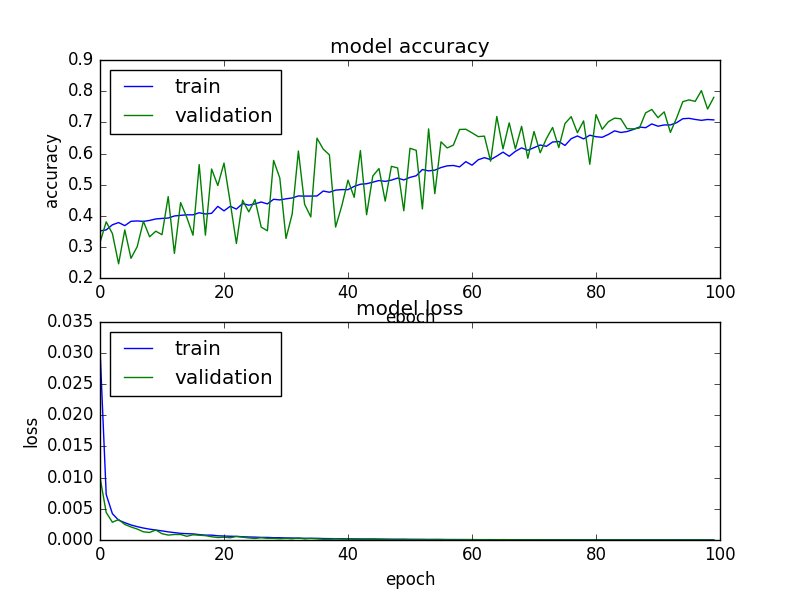 model accuracy
0.9
0.8
0.7
0.6
0.5
0.4
0.3
0.2
accuracy
train
validation
0 20 40 60 80 100
epoch
model loss
0.035
0.030
0.025
0.020
0.015
0.010
0.005
0.000
loss
train
validation
0 20 40 60 80 100
epoch